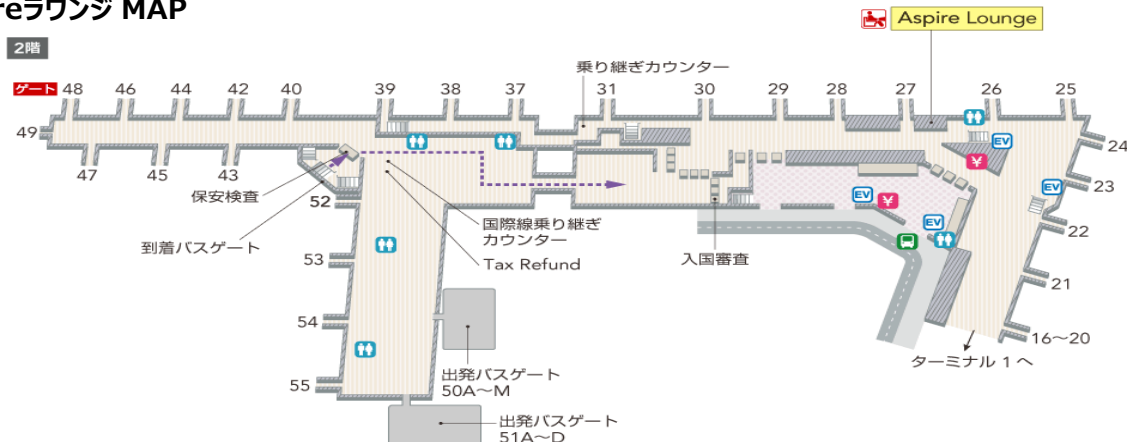 reラウンジ MAP
Aspire Lounge
2階
乗り継ぎカウンター
ゲート 48 46 44 42 40 39 38 37 31 30 29 28 27 26 25
49
47 45 43
24
23
22
21
16〜20
EV
¥
EV
EV
¥
EV
保安検査
到着バスゲート
52
国際線乗り継ぎ
カウンター
Tax Refund
入国審査
53
54
55
ターミナル 1 へ
出発バスゲート
50A〜M
出発バスゲート
51A〜D